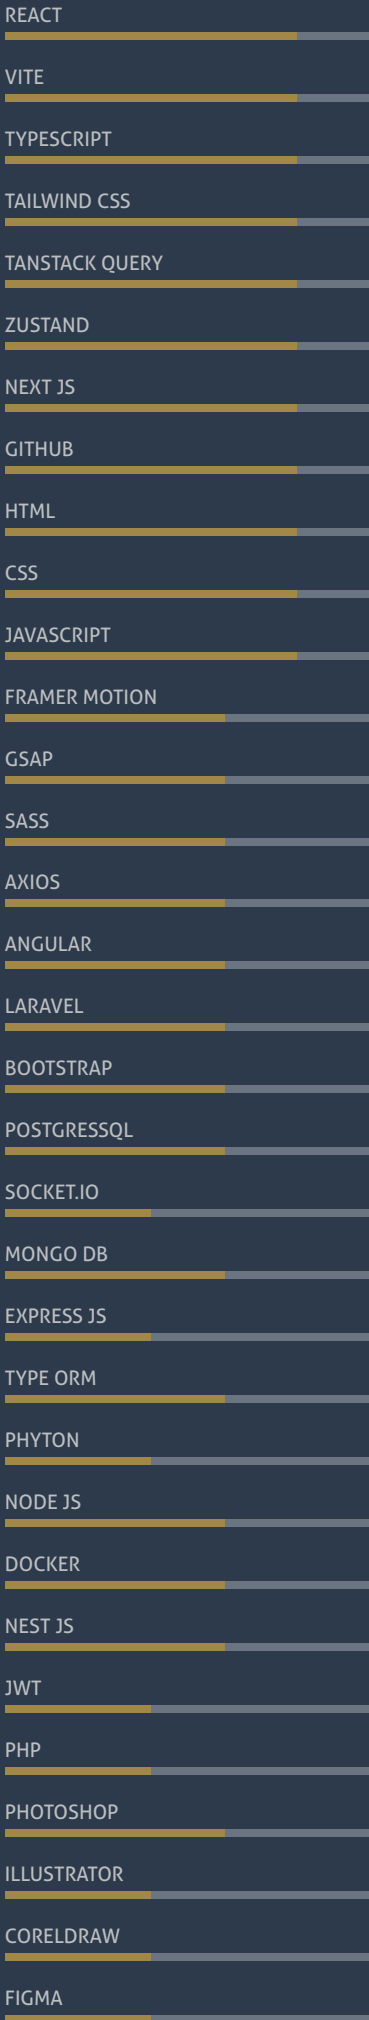 REACT
VITE
TYPESCRIPT
TAILWIND CSS
TANSTACK QUERY
ZUSTAND
NEXT JS
GITHUB
HTML
CSS
JAVASCRIPT
FRAMER MOTION
GSAP
SASS
AXIOS
ANGULAR
LARAVEL
BOOTSTRAP
POSTGRESSQL
SOCKET.IO
MONGO DB
EXPRESS JS
TYPE ORM
PHYTON
NODE JS
DOCKER
NEST JS
JWT
PHP
PHOTOSHOP
ILLUSTRATOR
CORELDRAW
FIGMA